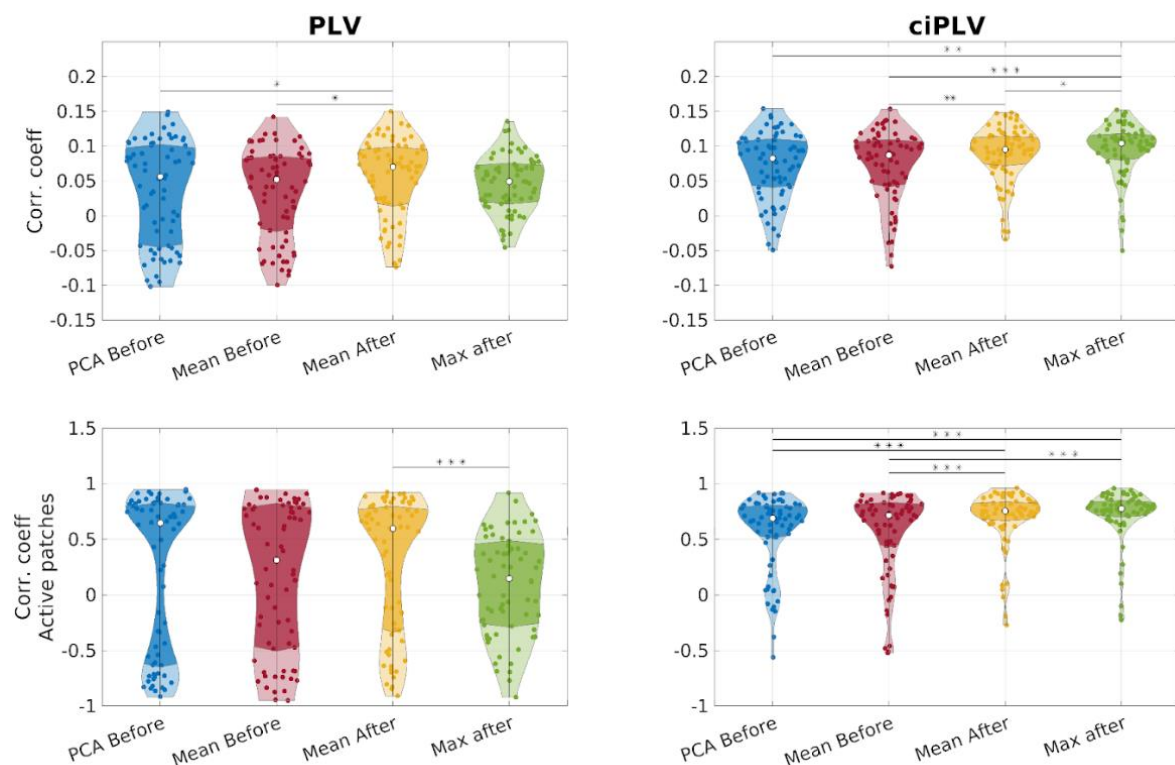 PLV
ciPLV
Corr. coeff
0.2
0.15
0.1
0.05
0
-0.05
-0.1
-0.15
*
*
PCA Before
Mean Before
Mean After
Max after
0.2
0.15
0.1
0.05
0
-0.05
-0.1
-0.15
**
***
*
**
PCA Before
Mean Before
Mean After
Max after
Corr. coeff
Active patches
1.5
1
0.5
0
-0.5
-1
***
PCA Before
Mean Before
Mean After
Max after
1.5
1
0.5
0
-0.5
-1
***
***
***
***
PCA Before
Mean Before
Mean After
Max after